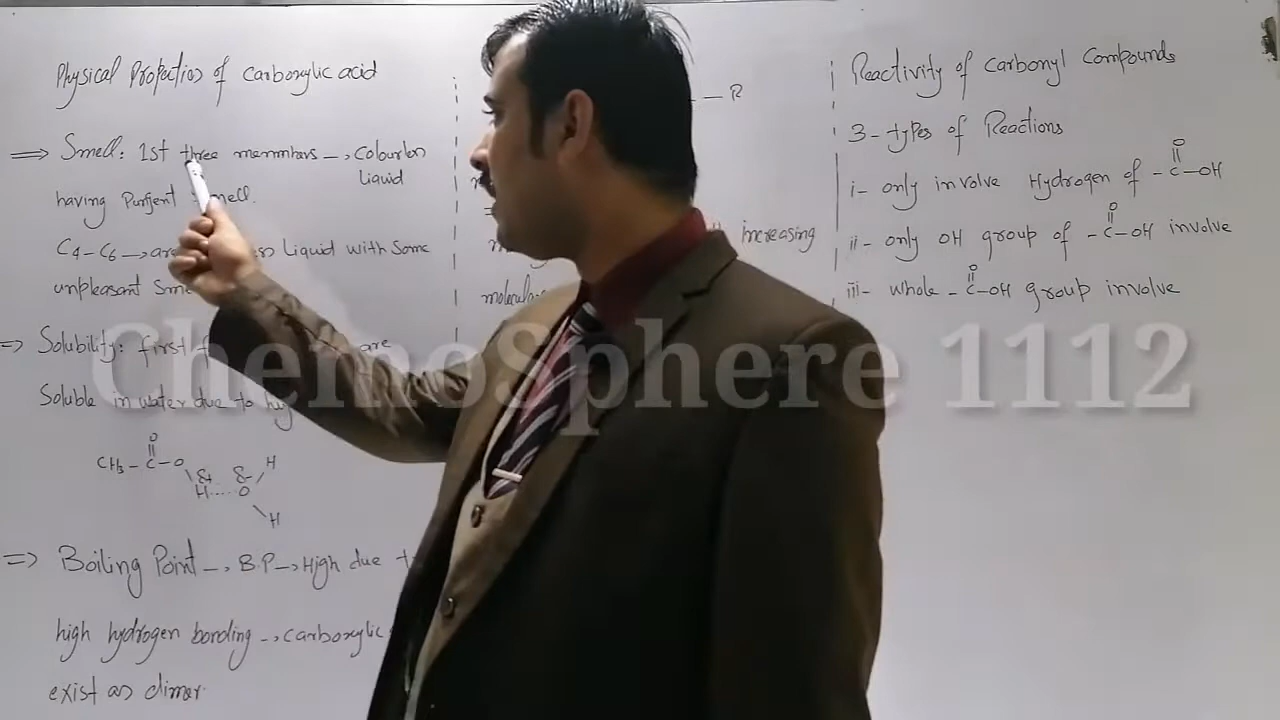 Physical Properties of carboxylic acid
=> Smell: 1st three memmbers → Colourless
Liquid
having Purjent smell.
C4-C6 → are Liquid with Some
unpleasant
=> Solubility: first are
Soluble in water due to
CH3-C-O
O
δ+ δ-
H O
H
H
=> Boiling Point → B.P → High due
high hydrogen bonding → carboxylic
exist as dimer.
- R
increasing
Reactivity of carbonyl Compounds
3-types of Reactions
i- only involve Hydrogen of -C-OH
O
ii- only OH group of -C-OH involve
O
iii- whole -C-OH group involve
O
ChemoSphere 1112